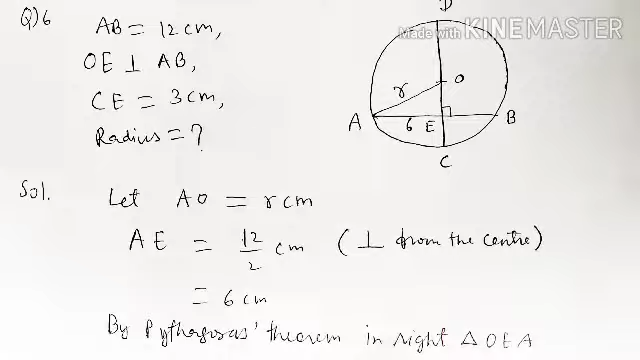 D
Q)6 AB = 12 cm,
Made with KINEMASTER
OE ⊥ AB,
O
r
CE = 3 cm,
A 6 E B
Radius = ?
C
Sol. Let AO = r cm
AE = 12/2 cm (⊥ from the centre)
= 6 cm
By Pythagoras' theorem in right △ OEA